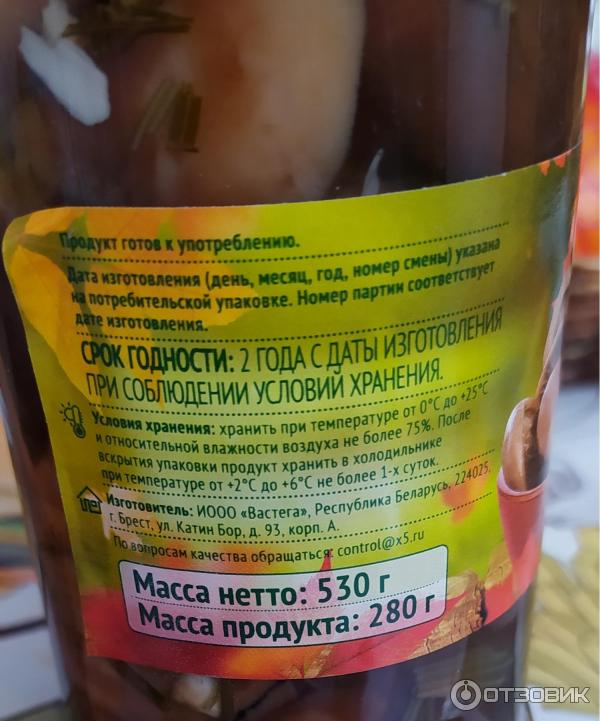 Продукт готов к употреблению.
Дата изготовления (день, месяц, год, номер смены) указана
на потребительской упаковке. Номер партии соответствует
дате изготовления.
СРОК ГОДНОСТИ: 2 ГОДА С ДАТЫ ИЗГОТОВЛЕНИЯ
ПРИ СОБЛЮДЕНИИ УСЛОВИЙ ХРАНЕНИЯ.
Условия хранения: хранить при температуре от 0°С до +25°С
и относительной влажности воздуха не более 75%. После
вскрытия упаковки продукт хранить в холодильнике
при температуре от +2°С до +6°С не более 1-х суток.
Изготовитель: ИООО «Вастега», Республика Беларусь, 224025,
г. Брест, ул. Катин Бор, д. 93, корп. А.
По вопросам качества обращаться: control@x5.ru
Масса нетто: 530 г
Масса продукта: 280 г
ОТЗОВИК